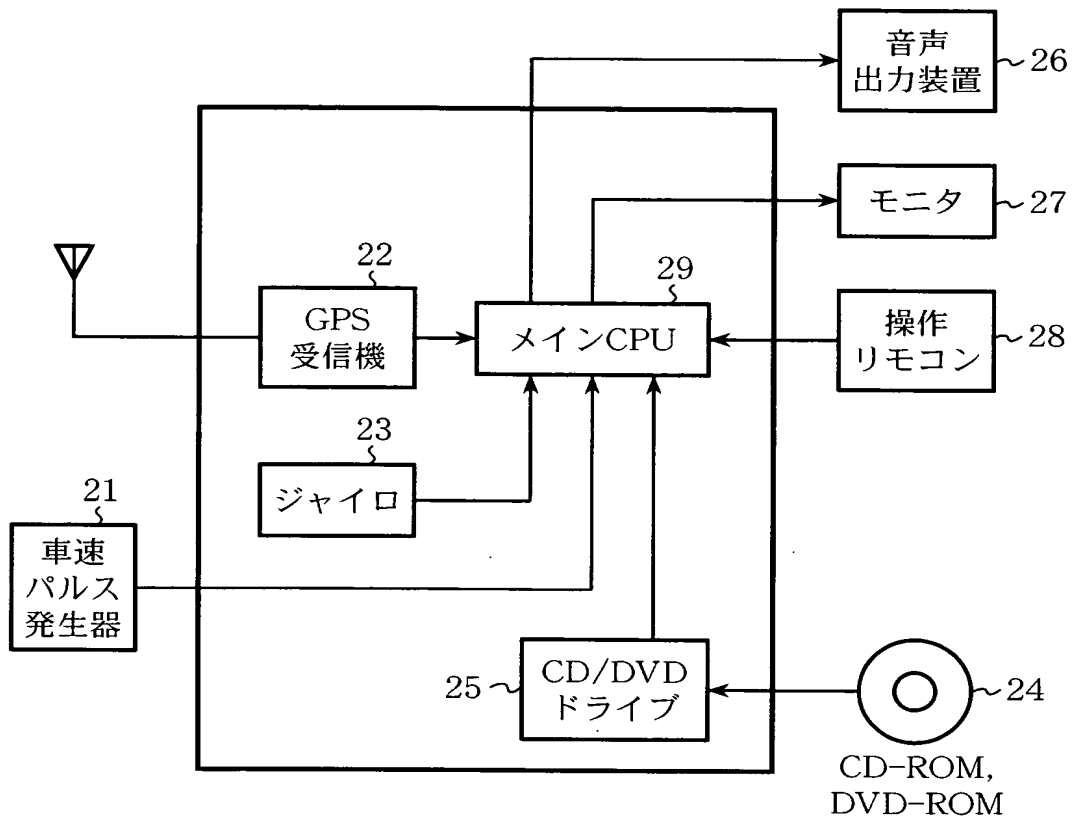 音声
出力装置
26
モニタ
27
22
29
GPS
受信機
メインCPU
操作
リモコン
28
23
ジャイロ
21
車速
パルス
発生器
25
CD/DVD
ドライブ
24
CD-ROM,
DVD-ROM